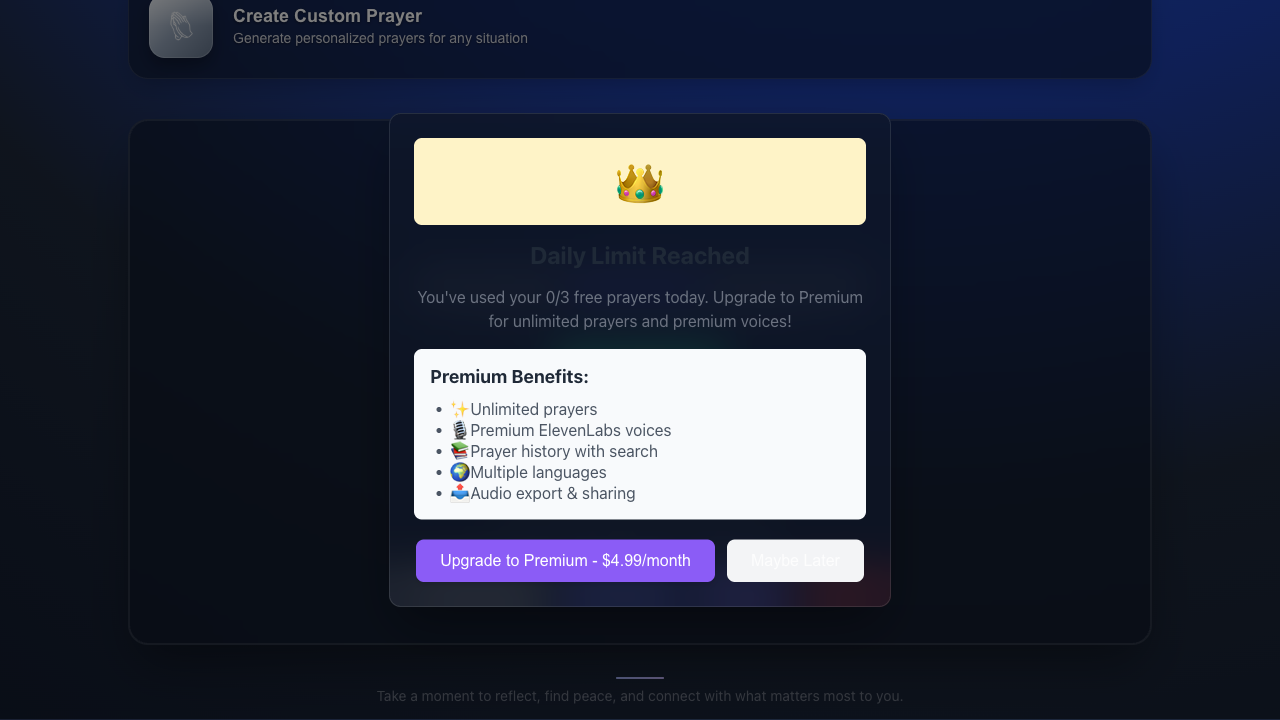 Create Custom Prayer
Generate personalized prayers for any situation
Daily Limit Reached
You've used your 0/3 free prayers today. Upgrade to Premium
for unlimited prayers and premium voices!
Premium Benefits:
• ✨Unlimited prayers
• 🎙️Premium ElevenLabs voices
• 📚Prayer history with search
• 🌍Multiple languages
• 📤Audio export & sharing
Upgrade to Premium - $4.99/month
Maybe Later
Take a moment to reflect, find peace, and connect with what matters most to you.